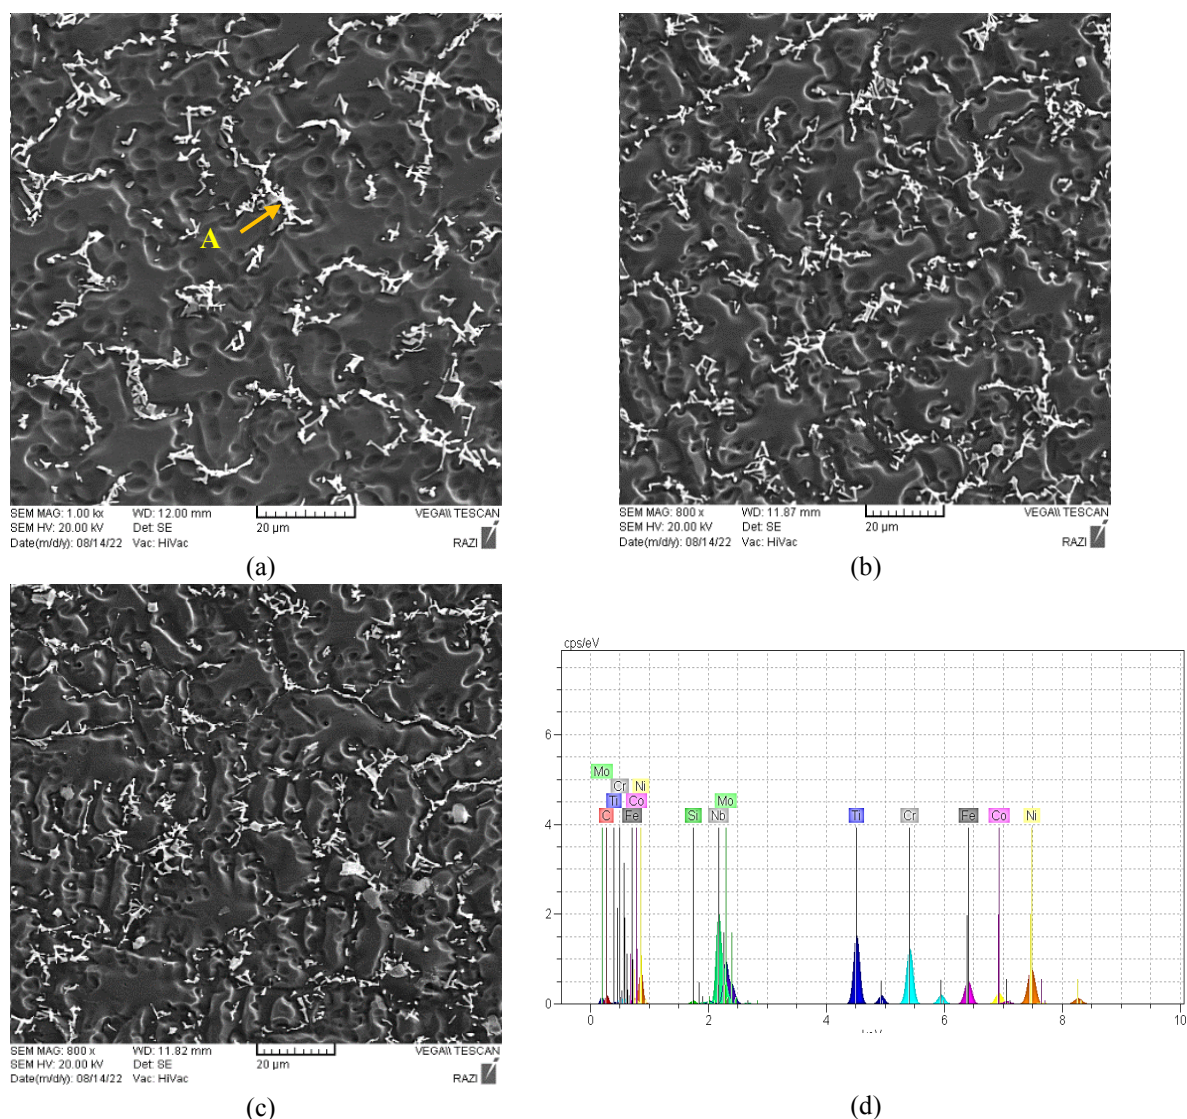 A
SEM MAG: 1.00 kx WD: 12.00 mm VEGA\\ TESCAN
SEM HV: 20.00 kV Det: SE 20 µm
Date(m/d/y): 08/14/22 Vac: HiVac RAZI
(a)
SEM MAG: 800 x WD: 11.87 mm VEGA\\ TESCAN
SEM HV: 20.00 kV Det: SE 20 µm
Date(m/d/y): 08/14/22 Vac: HiVac RAZI
(b)
SEM MAG: 800 x WD: 11.82 mm VEGA\\ TESCAN
SEM HV: 20.00 kV Det: SE 20 µm
Date(m/d/y): 08/14/22 Vac: HiVac RAZI
(c)
cps/eV
6
Mo
Cr Ni
Ti Co Mo
C Fe Si Nb Ti Cr Fe Co Ni
4
2
0
0 2 4 6 8 10
(d)